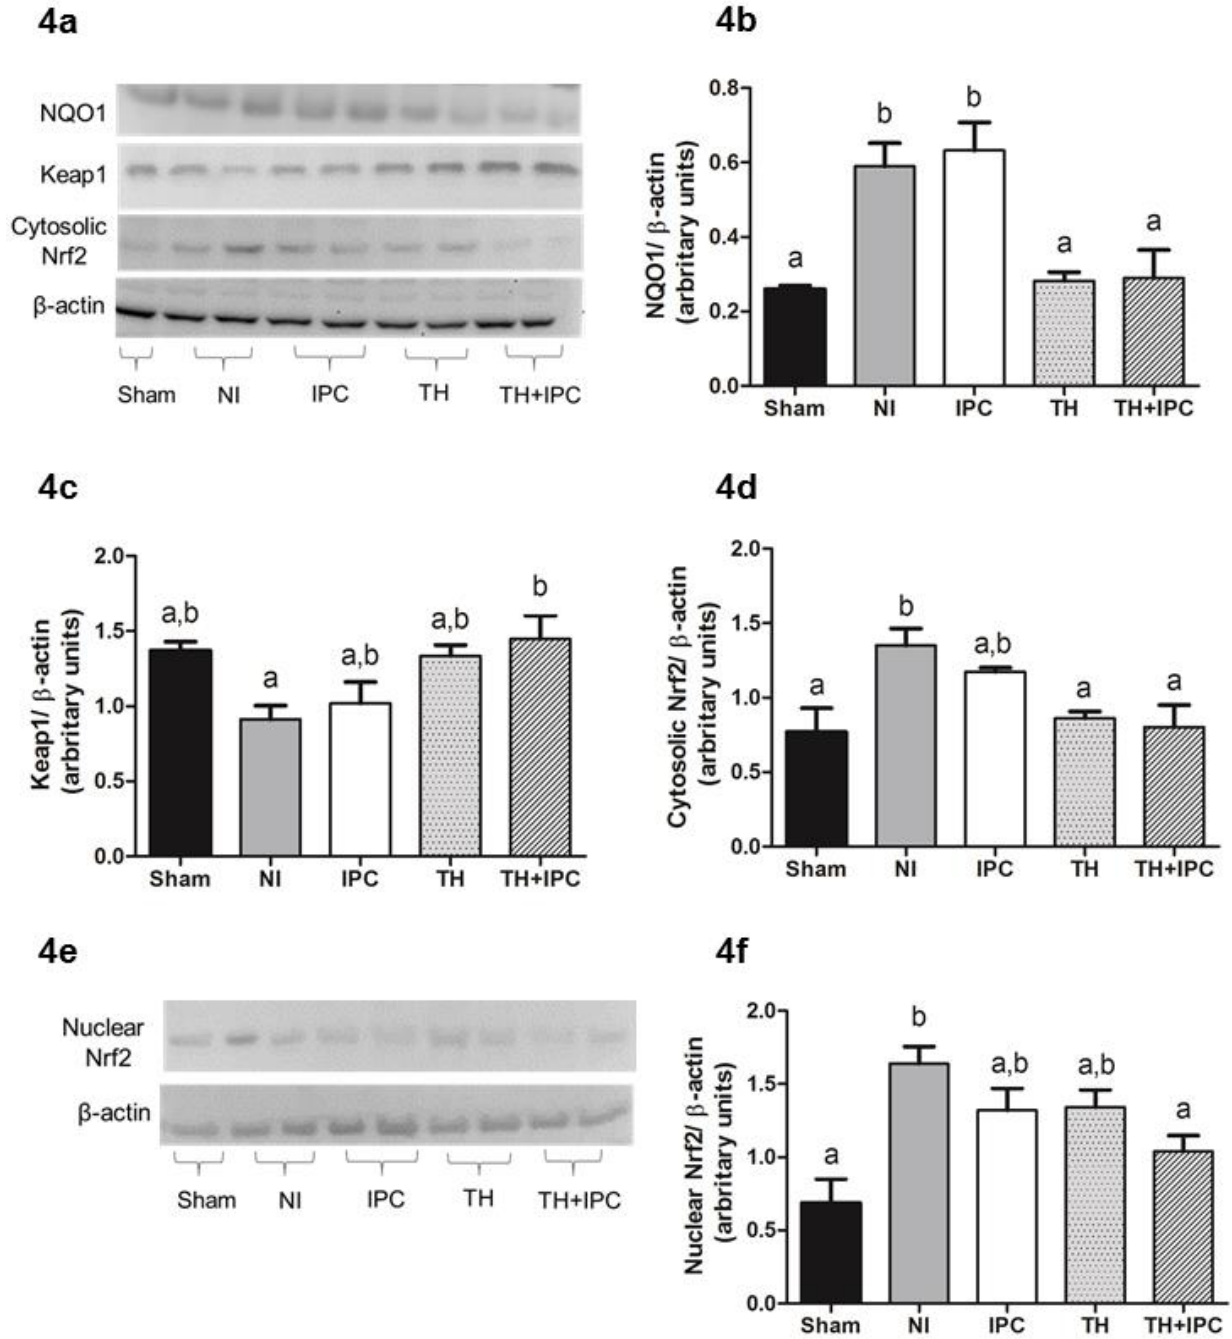 4a
NQO1
Keap1
Cytosolic
Nrf2
β-actin
Sham NI IPC TH TH+IPC
4b
NQO1/ β-actin
(arbritary units)
0.8
0.6
0.4
0.2
0.0
a b b a a
Sham NI IPC TH TH+IPC
4c
Keap1/ β-actin
(arbritary units)
2.0
1.5
1.0
0.5
0.0
a,b a a,b a,b b
Sham NI IPC TH TH+IPC
4d
Cytosolic Nrf2/ β-actin
(arbritary units)
2.0
1.5
1.0
0.5
0.0
a b a,b a a
Sham NI IPC TH TH+IPC
4e
Nuclear
Nrf2
β-actin
Sham NI IPC TH TH+IPC
4f
Nuclear Nrf2/ β-actin
(arbritary units)
2.0
1.5
1.0
0.5
0.0
a b a,b a,b a
Sham NI IPC TH TH+IPC